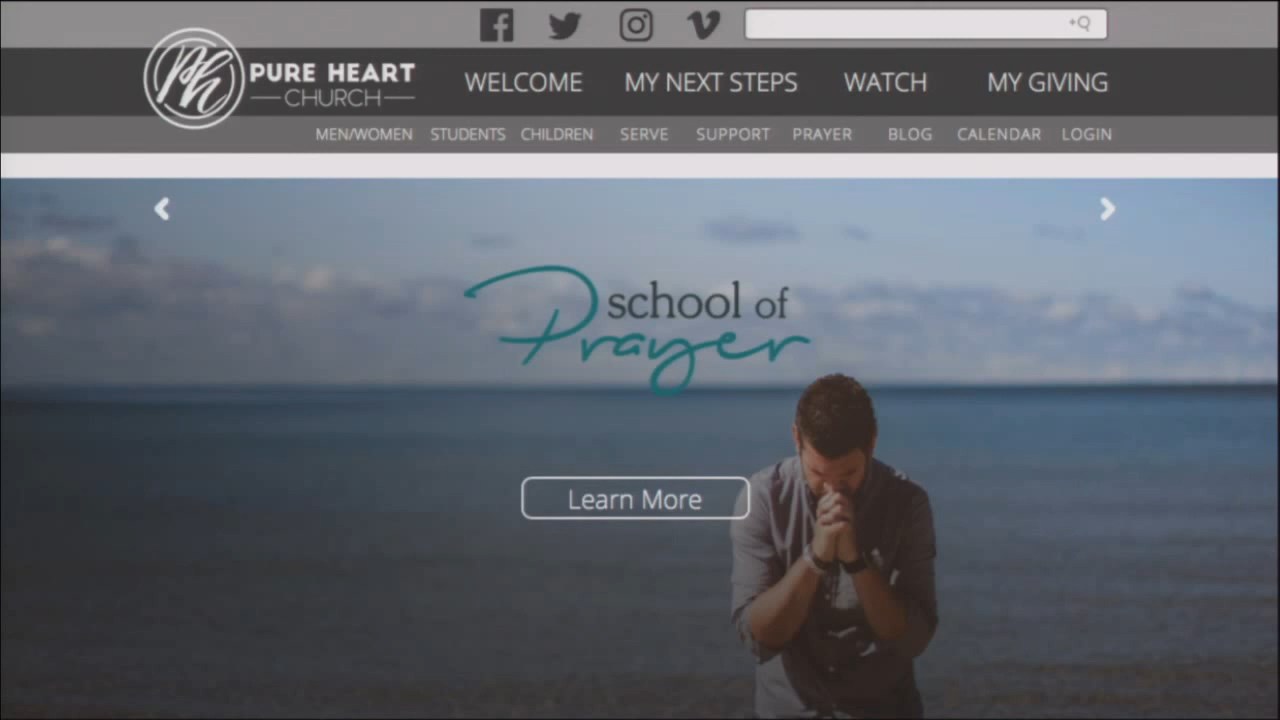 PURE HEART
CHURCH
WELCOME MY NEXT STEPS WATCH MY GIVING
MEN/WOMEN STUDENTS CHILDREN SERVE SUPPORT PRAYER BLOG CALENDAR LOGIN
school of
Prayer
Learn More